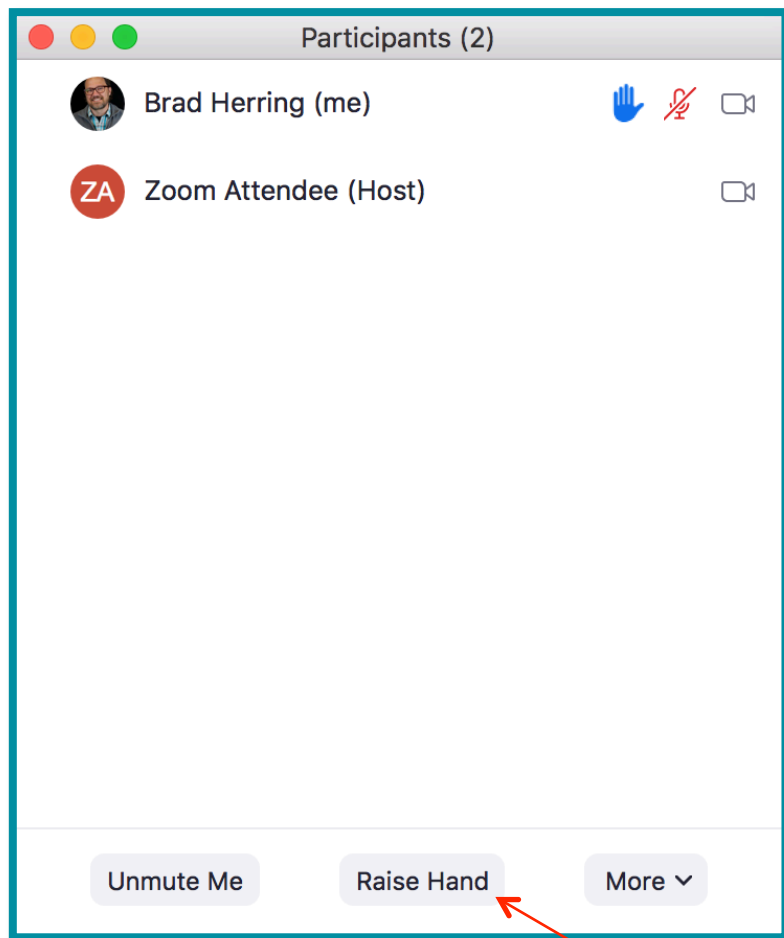 Participants (2)
Brad Herring (me)
ZA Zoom Attendee (Host)
Unmute Me Raise Hand More